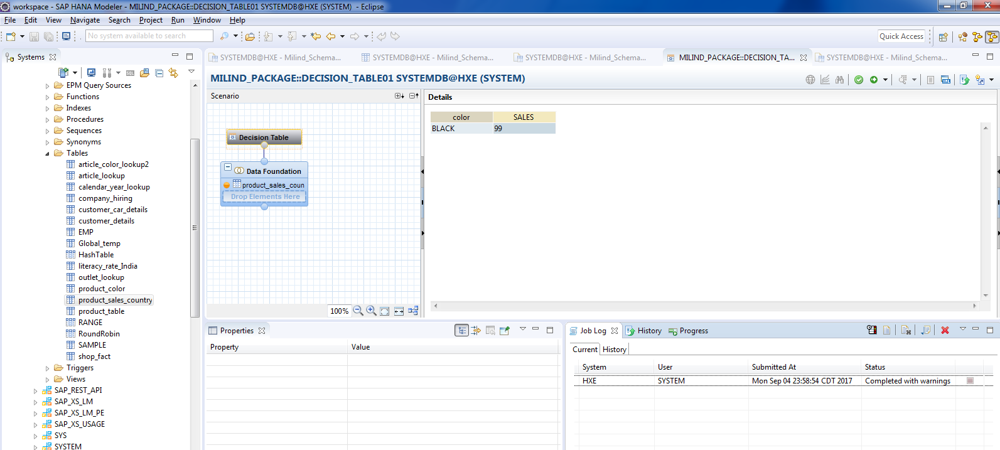 workspace - SAP HANA Modeler - MILIND_PACKAGE::DECISION_TABLE01 SYSTEMDB@HXE (SYSTEM) - Eclipse
File Edit View Navigate Search Project Run Window Help
No system available to search
Quick Access
Systems
EPM Query Sources
Functions
Indexes
Procedures
Sequences
Synonyms
Tables
article_color_lookup2
article_lookup
calendar_year_lookup
company_hiring
customer_car_details
customer_details
EMP
Global_temp
HashTable
literacy_rate_India
outlet_lookup
product_color
product_sales_country
product_table
RANGE
RoundRobin
SAMPLE
shop_fact
Triggers
Views
SAP_REST_API
SAP_XS_LM
SAP_XS_LM_PE
SAP_XS_USAGE
SYS
SYSTEM
SYSTEMDB@HXE - Milind_Schema...
SYSTEMDB@HXE - Milind_Schema...
SYSTEMDB@HXE - Milind_Schema...
MILIND_PACKAGE::DECISION_TA...
SYSTEMDB@HXE - Milind_Schema...
MILIND_PACKAGE::DECISION_TABLE01 SYSTEMDB@HXE (SYSTEM)
Scenario
Decision Table
Data Foundation
product_sales_coun
Drop Elements Here
100%
Details
color SALES
BLACK 99
Properties
Property Value
Job Log History Progress
Current History
System User Submitted At Status
HXE SYSTEM Mon Sep 04 23:58:54 CDT 2017 Completed with warnings